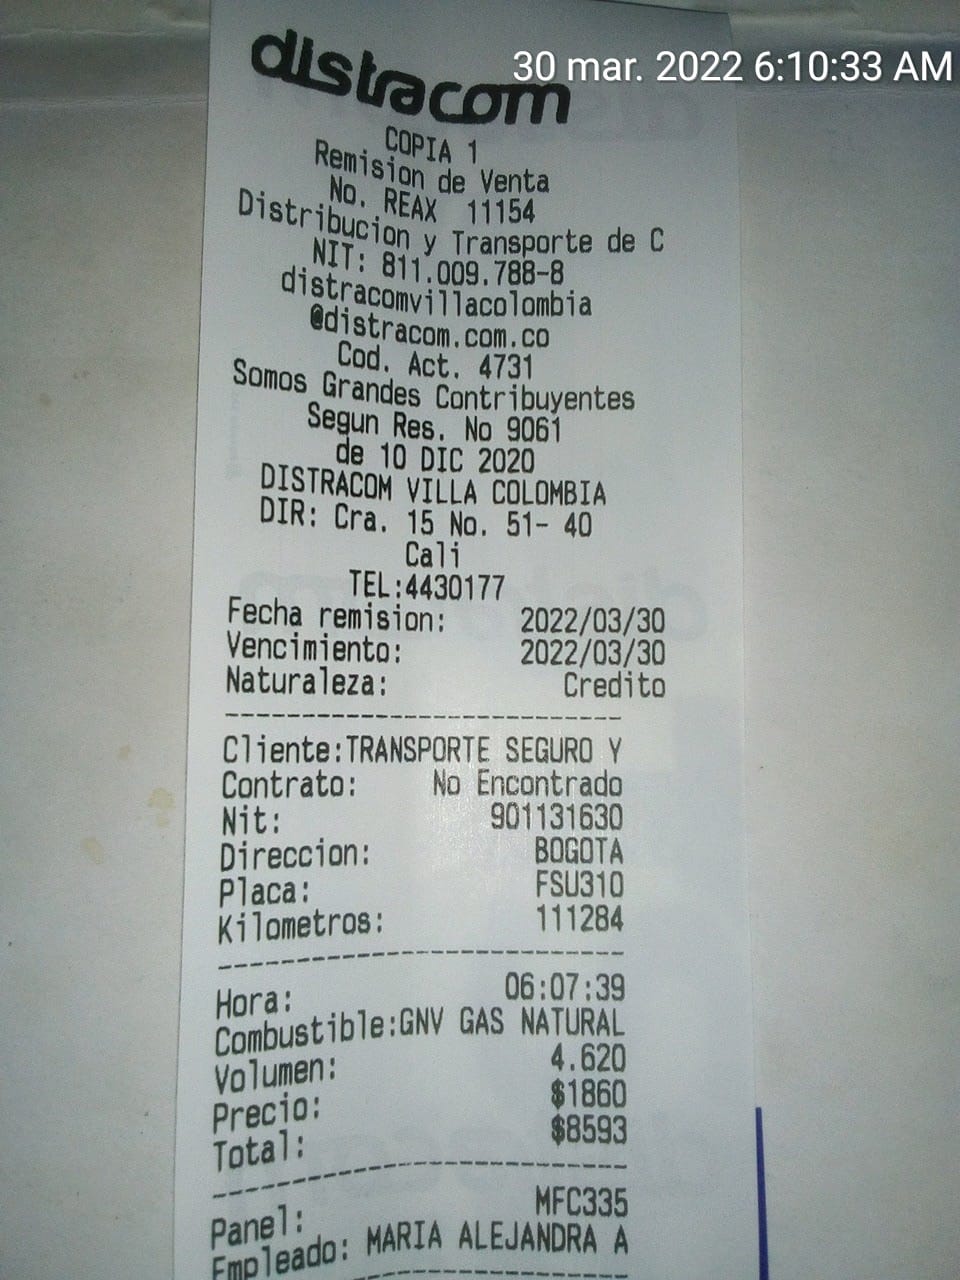 distracom
30 mar. 2022 6:10:33 AM
COPIA 1
Remision de Venta
No. REAX 11154
Distribucion y Transporte de C
NIT: 811.009.788-8
distracomvillacolombia
@distracom.com.co
Cod. Act. 4731
Somos Grandes Contribuyentes
Segun Res. No 9061
de 10 DIC 2020
DISTRACOM VILLA COLOMBIA
DIR: Cra. 15 No. 51- 40
Cali
TEL:4430177
Fecha remision: 2022/03/30
Vencimiento: 2022/03/30
Naturaleza: Credito
Cliente:TRANSPORTE SEGURO Y
Contrato: No Encontrado
Nit: 901131630
Direccion: BOGOTA
Placa: FSU310
Kilometros: 111284
Hora: 06:07:39
Combustible:GNV GAS NATURAL
Volumen: 4.620
Precio: $1860
Total: $8593
Panel: MFC335
Empleado: MARIA ALEJANDRA A